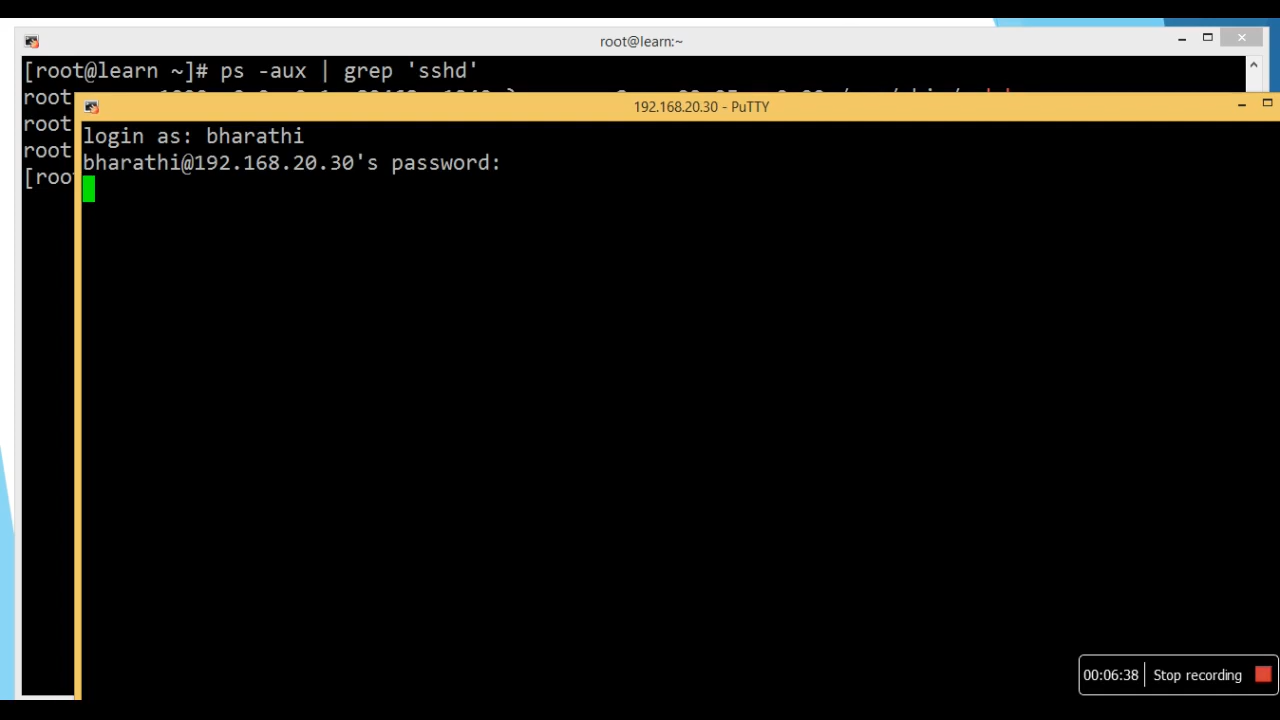 root@learn:~
[root@learn ~]# ps -aux | grep 'sshd'
root
192.168.20.30 - PuTTY
root
login as: bharathi
root
bharathi@192.168.20.30's password:
[roo
00:06:38 Stop recording